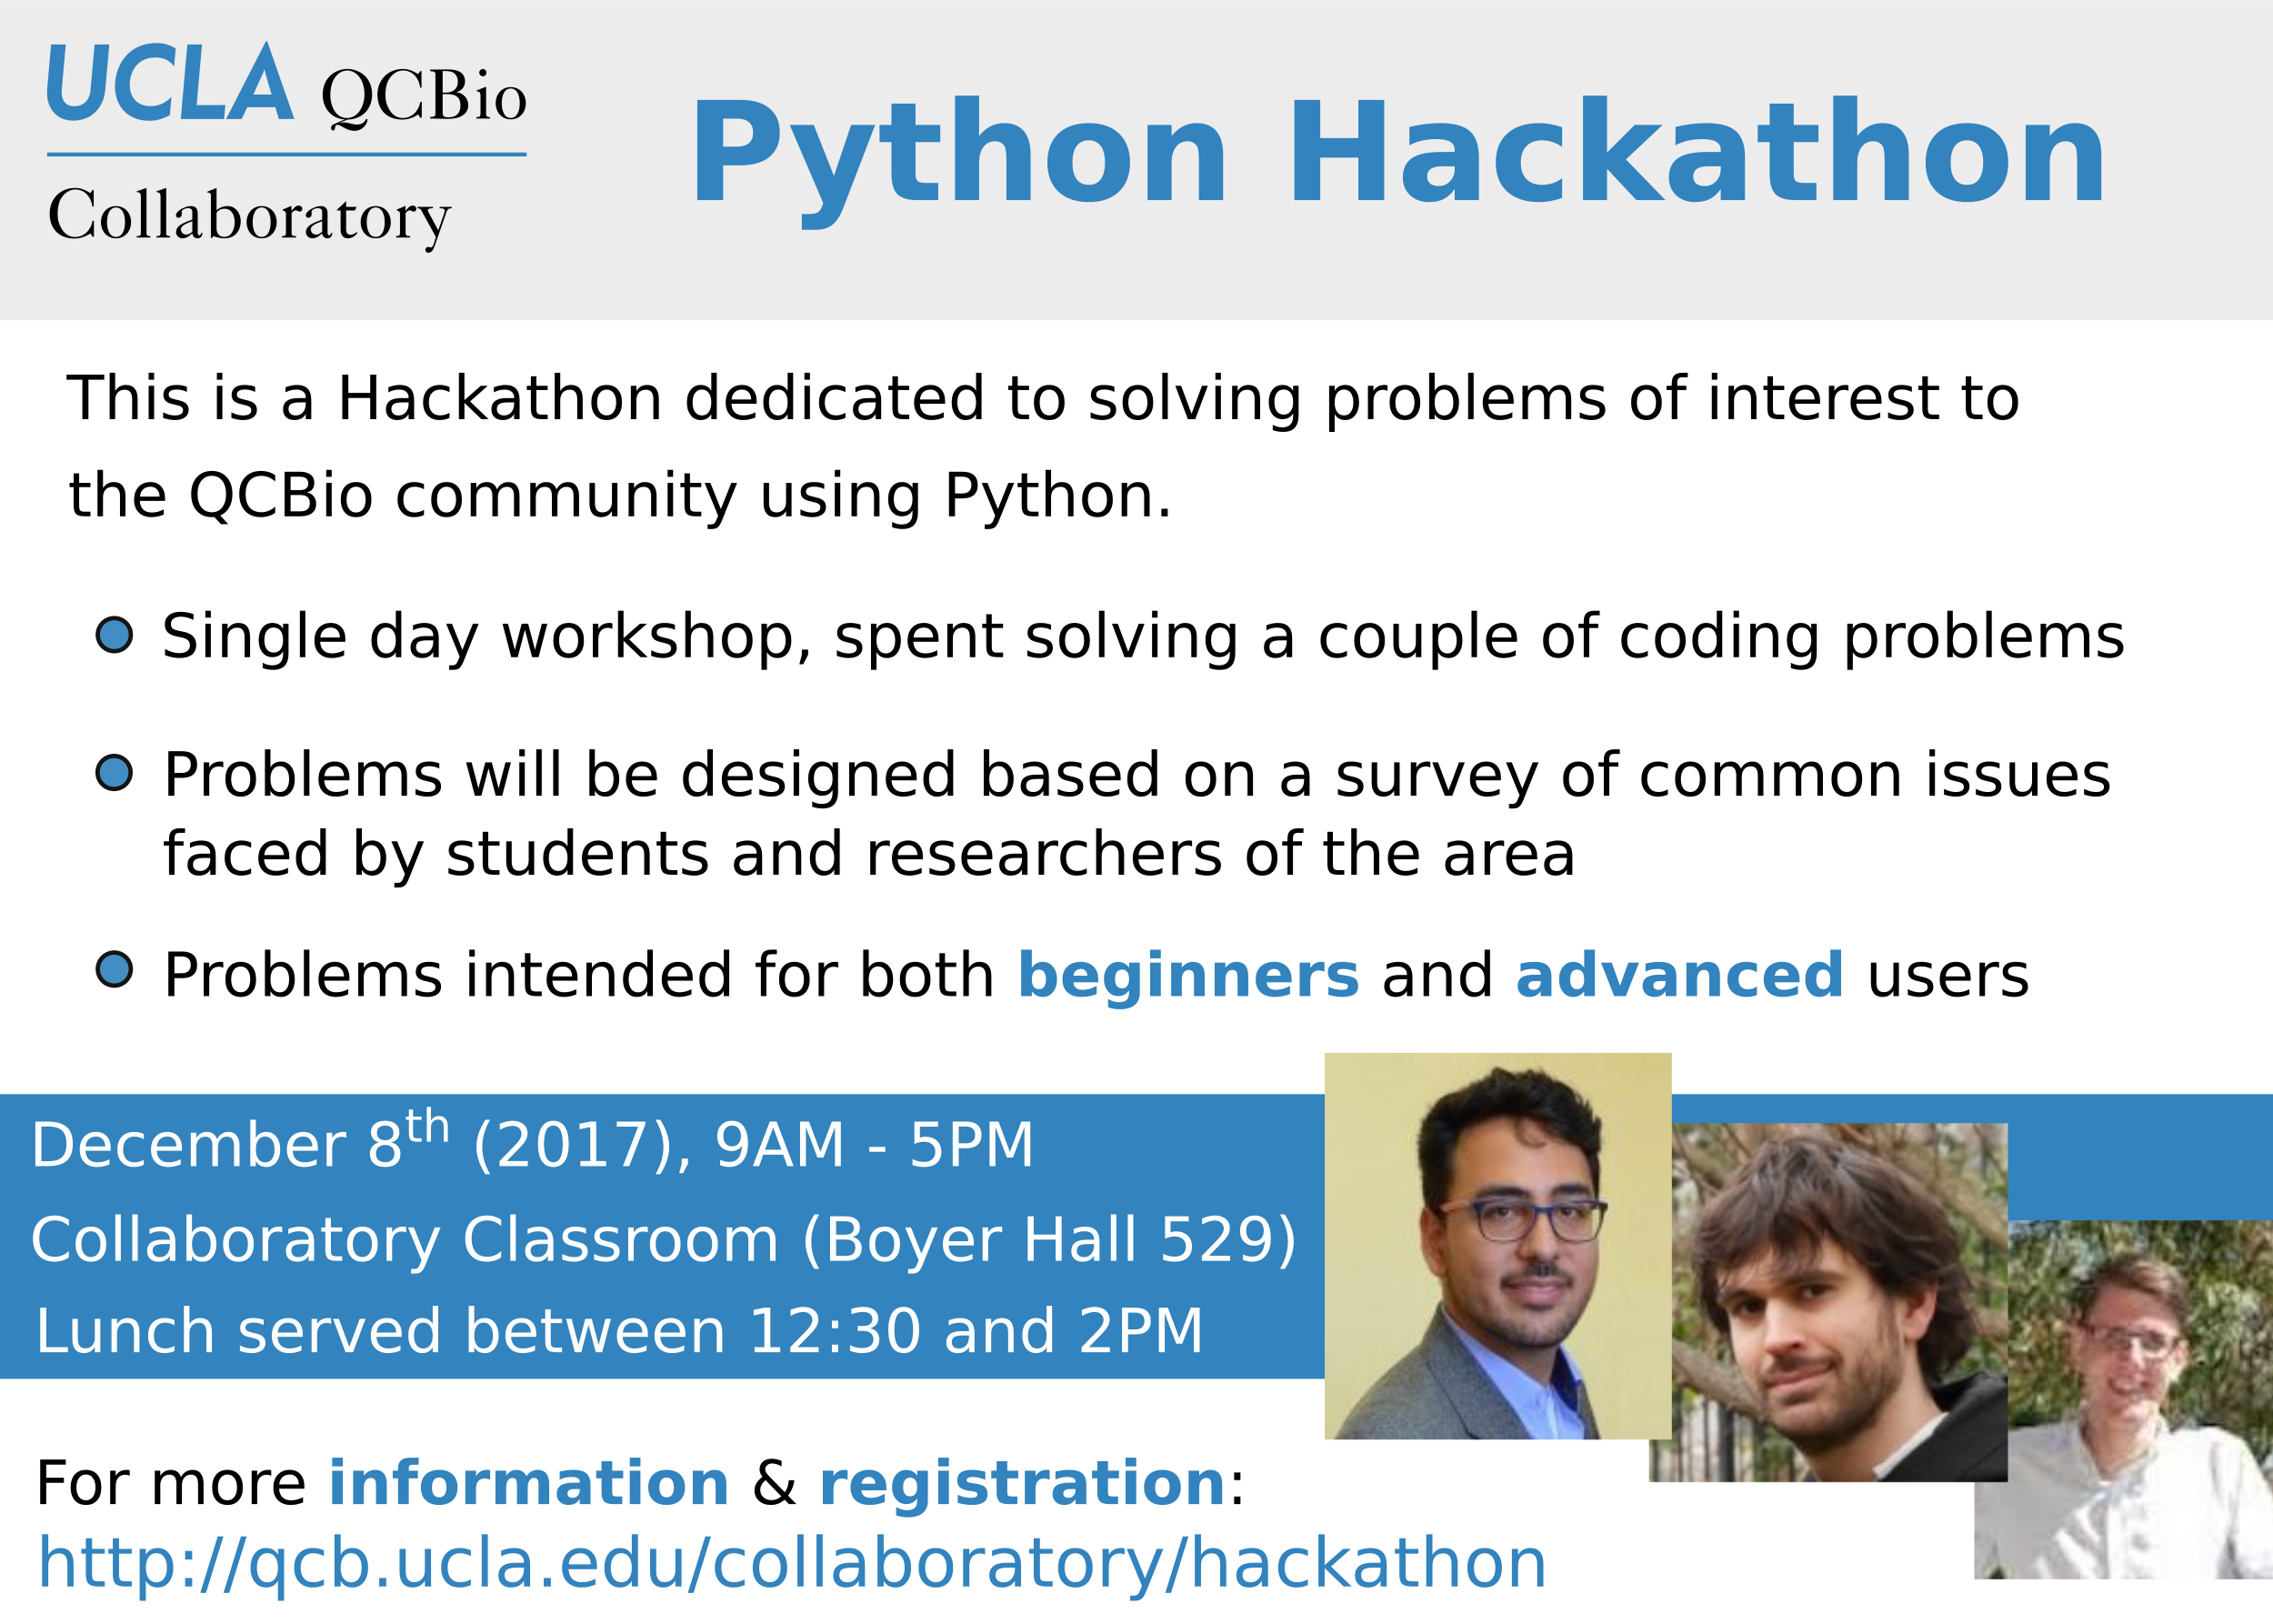 UCLA QCBio
Collaboratory
Python Hackathon
This is a Hackathon dedicated to solving problems of interest to
the QCBio community using Python.
Single day workshop, spent solving a couple of coding problems
Problems will be designed based on a survey of common issues
faced by students and researchers of the area
Problems intended for both beginners and advanced users
December 8th (2017), 9AM - 5PM
Collaboratory Classroom (Boyer Hall 529)
Lunch served between 12:30 and 2PM
For more information & registration:
http://qcb.ucla.edu/collaboratory/hackathon